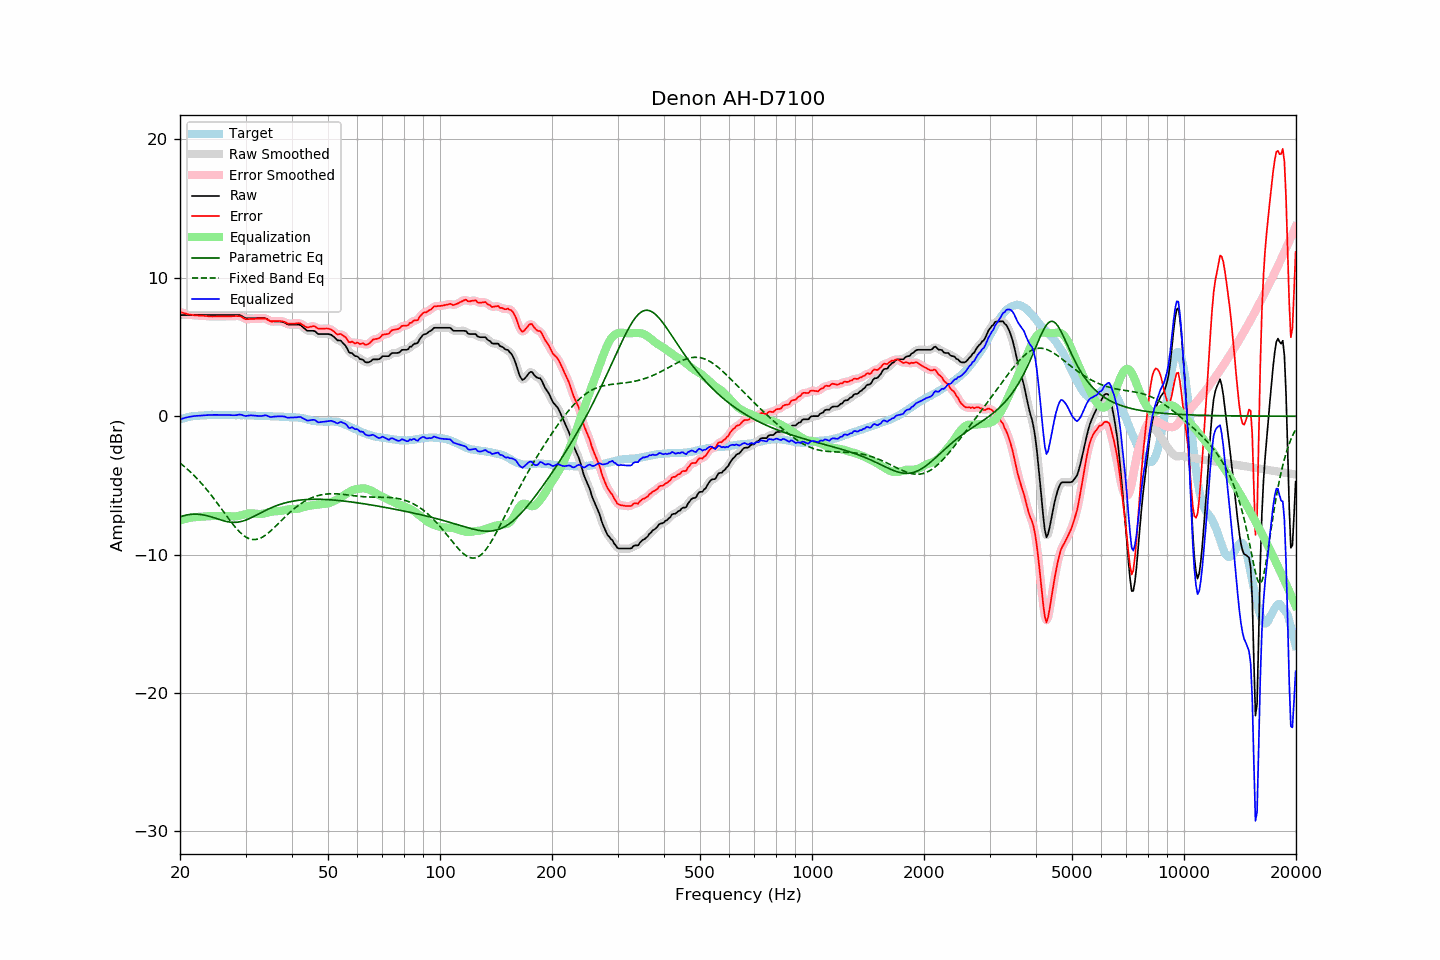 Denon AH-D7100
Target
Raw Smoothed
Error Smoothed
Raw
Error
Equalization
Parametric Eq
Fixed Band Eq
Equalized
Amplitude (dBr)
20
10
0
−10
−20
−30
20
50
100
200
500
1000
2000
5000
10000
20000
Frequency (Hz)